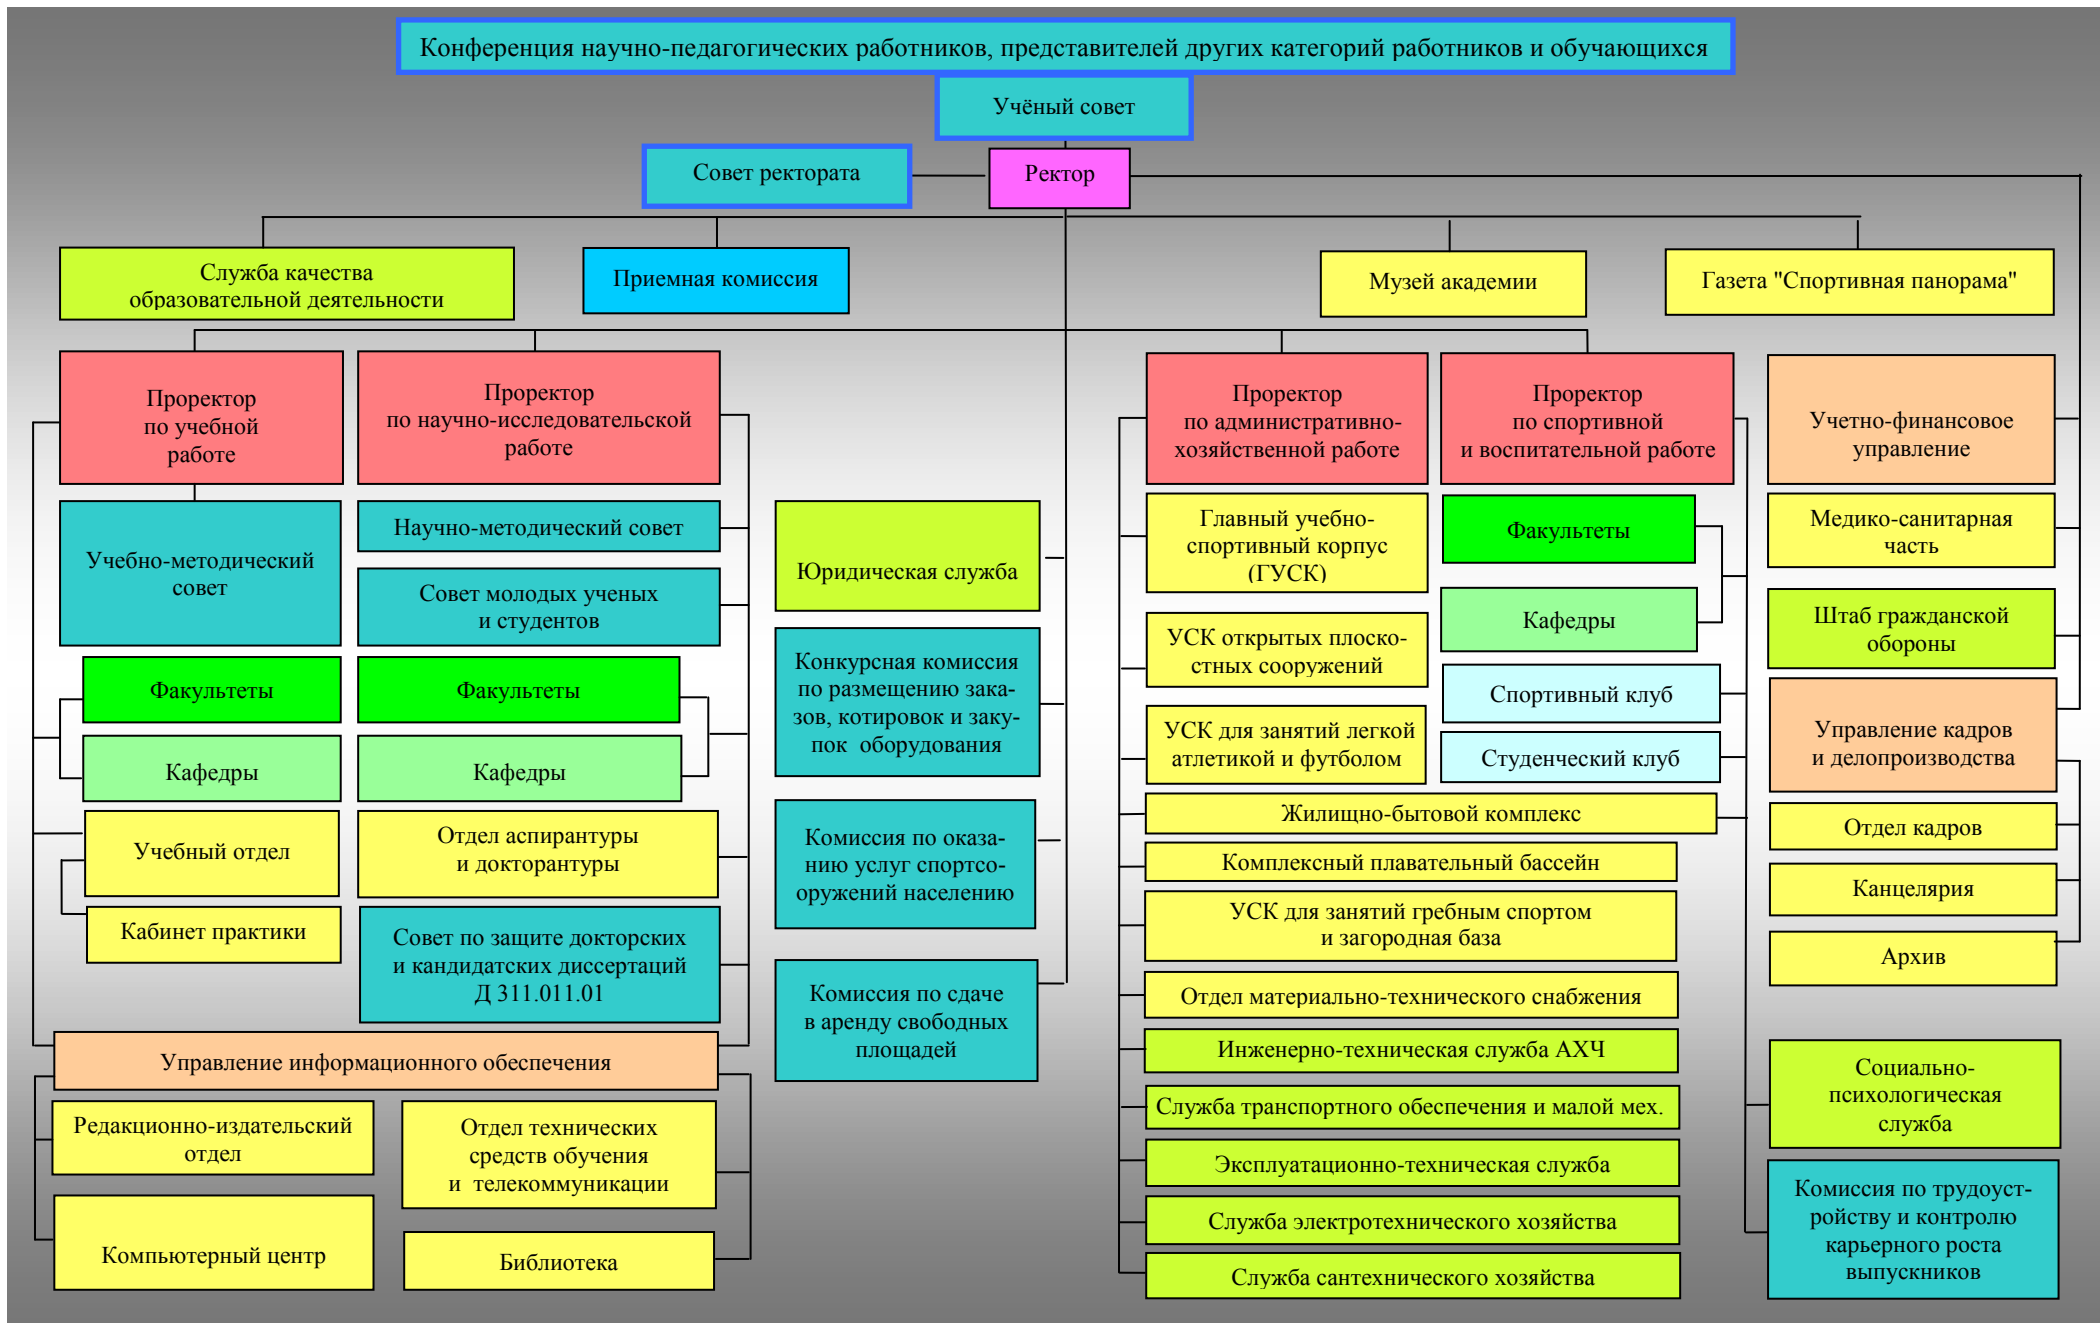 Конференция научно-педагогических работников, представителей других категорий работников и обучающихся
Учёный совет
Совет ректората
Ректор
Служба качества
образовательной деятельности
Приемная комиссия
Музей академии
Газета "Спортивная панорама"
Проректор
по учебной
работе
Проректор
по научно-исследовательской
работе
Проректор
по административно-
хозяйственной работе
Проректор
по спортивной
и воспитательной работе
Учетно-финансовое
управление
Учебно-методический
совет
Научно-методический совет
Совет молодых ученых
и студентов
Факультеты
Факультеты
Кафедры
Кафедры
Учебный отдел
Отдел аспирантуры
и докторантуры
Кабинет практики
Совет по защите докторских
и кандидатских диссертаций
Д 311.011.01
Управление информационного обеспечения
Редакционно-издательский
отдел
Отдел технических
средств обучения
и телекоммуникации
Компьютерный центр
Библиотека
Юридическая служба
Конкурсная комиссия
по размещению зака-
зов, котировок и заку-
пок оборудования
Комиссия по оказа-
нию услуг спортсо-
оружений населению
Комиссия по сдаче
в аренду свободных
площадей
Главный учебно-
спортивный корпус
(ГУСК)
УСК открытых плоско-
стных сооружений
УСК для занятий легкой
атлетикой и футболом
Факультеты
Кафедры
Спортивный клуб
Студенческий клуб
Жилищно-бытовой комплекс
Комплексный плавательный бассейн
УСК для занятий гребным спортом
и загородная база
Отдел материально-технического снабжения
Инженерно-техническая служба АХЧ
Служба транспортного обеспечения и малой мех.
Эксплуатационно-техническая служба
Служба электротехнического хозяйства
Служба сантехнического хозяйства
Медико-санитарная
часть
Штаб гражданской
обороны
Управление кадров
и делопроизводства
Отдел кадров
Канцелярия
Архив
Социально-
психологическая
служба
Комиссия по трудоуст-
ройству и контролю
карьерного роста
выпускников